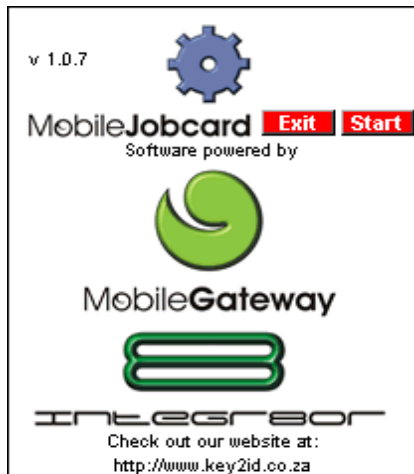 v 1.0.7
MobileJobcard Exit Start
Software powered by
MobileGateway
INTEGR8OR
Check out our website at:
http://www.key2id.co.za